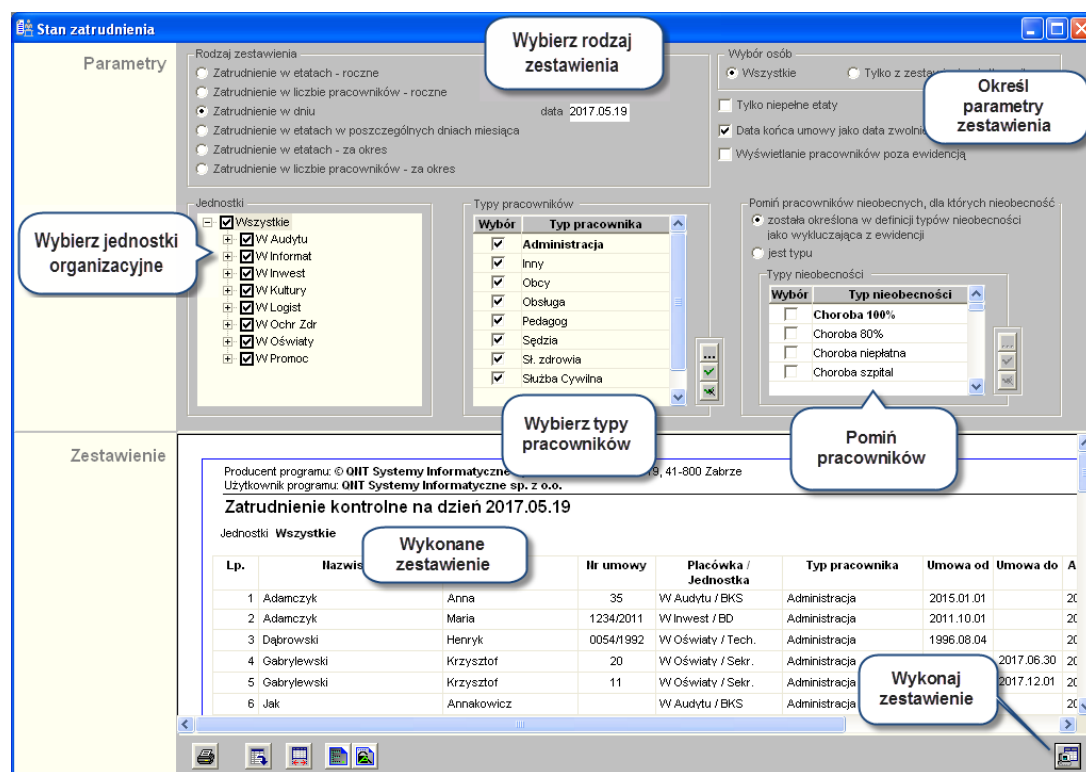 Stan zatrudnienia
Parametry
Wybierz rodzaj
zestawienia
Rodzaj zestawienia
Zatrudnienie w etatach - roczne
Zatrudnienie w liczbie pracowników - roczne
Zatrudnienie w dniu
data 2017.05.19
Zatrudnienie w etatach w poszczególnych dniach miesiąca
Zatrudnienie w etatach - za okres
Zatrudnienie w liczbie pracowników - za okres
Wybór osób
Wszystkie
Tylko z
Tylko niepełne etaty
Data końca umowy jako data
Wyświetlanie pracowników poza ewidencją
Określ
parametry
zestawienia
Jednostki
Wszystkie
W Audytu
W Informat
W Inwest
W Kultury
W Logist
W Ochr Zdr
W Oświaty
W Promoc
Wybierz jednostki
organizacyjne
Typy pracowników
Wybór Typ pracownika
Administracja
Inny
Obcy
Obsługa
Pedagog
Sędzia
Sł. zdrowia
Służba Cywilna
Wybierz typy
pracowników
Pomiń pracowników nieobecnych, dla których nieobecność
została określona w definicji typów nieobecności
jako wykluczająca z ewidencji
jest typu
Typy nieobecności
Wybór Typ nieobecności
Choroba 100%
Choroba 80%
Choroba niepłatna
Choroba szpital
Pomiń
pracowników
Zestawienie
Producent programu: © QNT Systemy Informatyczne 9, 41-800 Zabrze
Użytkownik programu: QNT Systemy Informatyczne sp. z o.o.
Zatrudnienie kontrolne na dzień 2017.05.19
Jednostki Wszystkie
Wykonane
zestawienie
Lp. Nr umowy Placówka / Jednostka Typ pracownika Umowa od Umowa do A
1 Adamczyk Anna 35 W Audytu / BKS Administracja 2015.01.01 20
2 Adamczyk Maria 1234/2011 W Inwest / BD Administracja 2011.10.01 20
3 Dąbrowski Henryk 0054/1992 W Oświaty / Tech. Administracja 1996.08.04 20
4 Gabrylewski Krzysztof 20 W Oświaty / Sekr. Administracja 2017.06.30 20
5 Gabrylewski Krzysztof 11 W Oświaty / Sekr. Administracja 2017.12.01 20
6 Jak Annakowicz W Audytu / BKS Administracja 20
Wykonaj
zestawienie